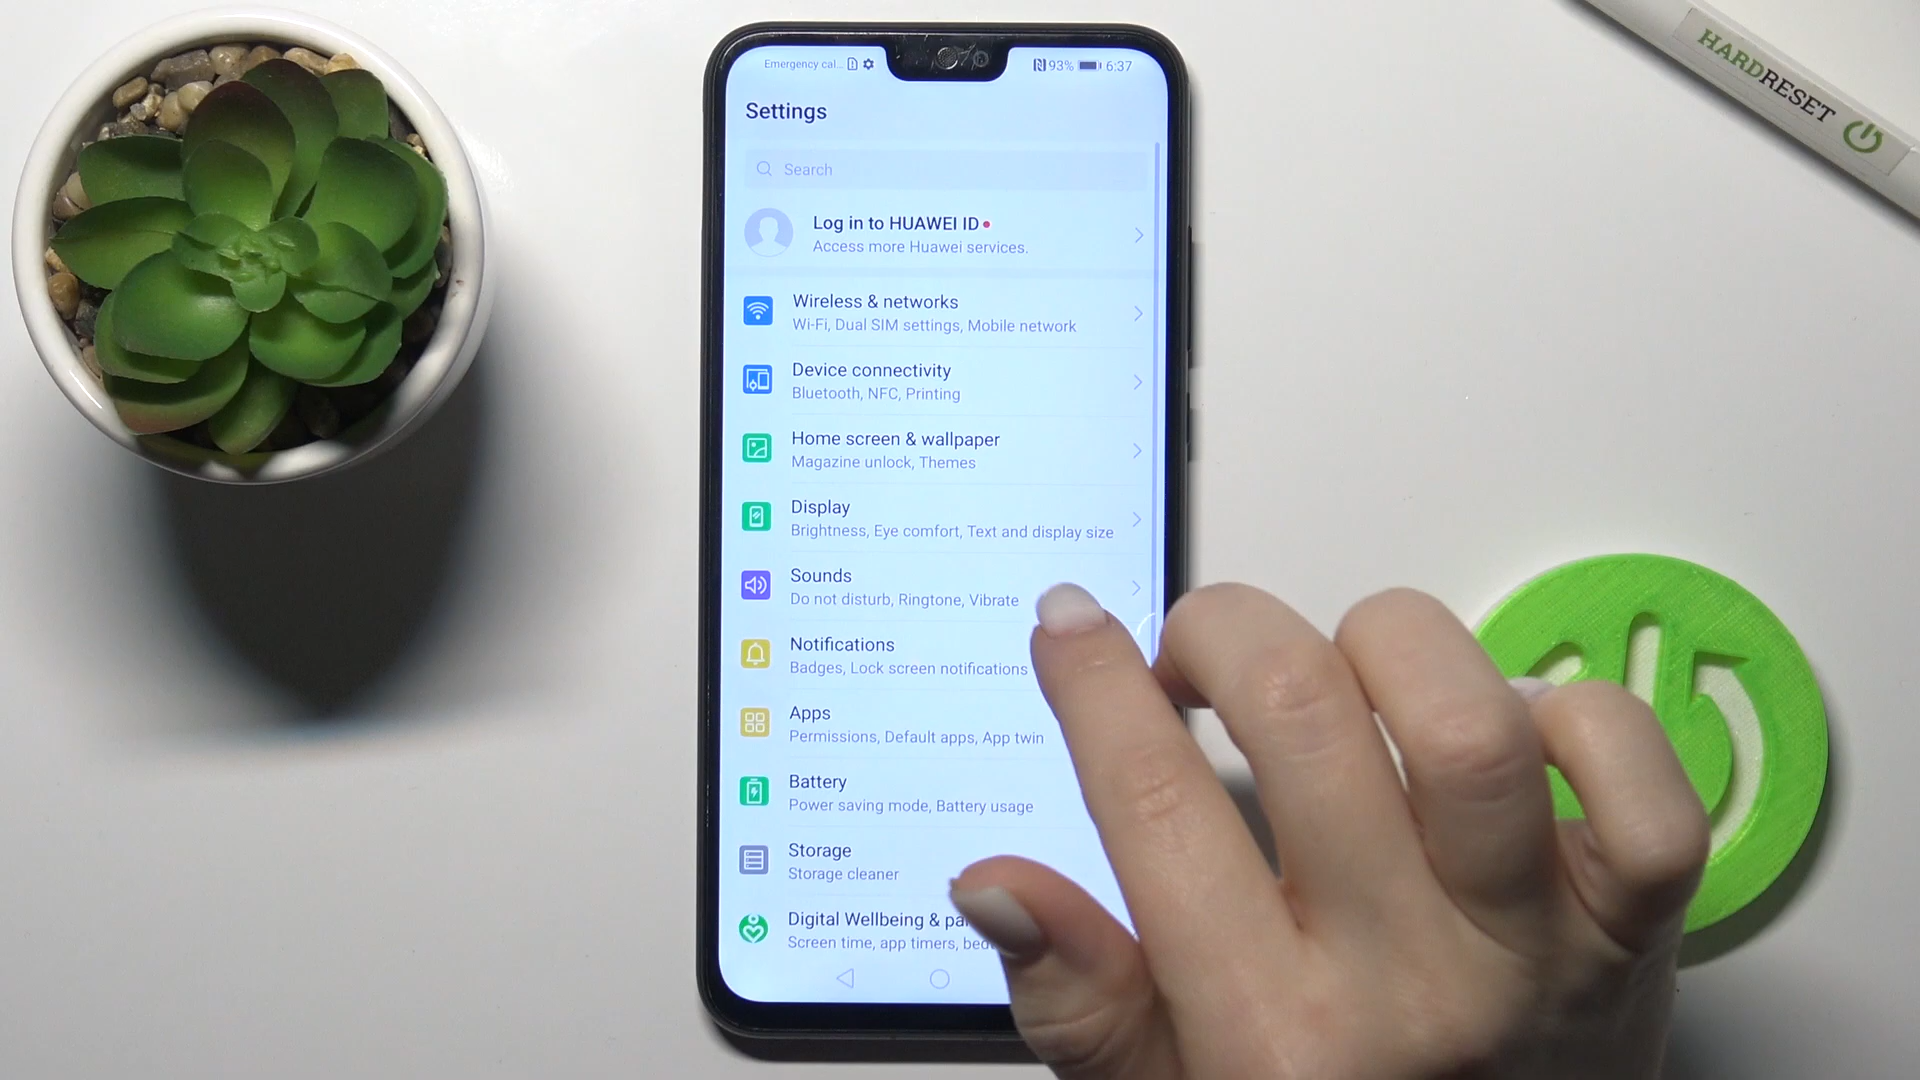 Emergency cal...
93%
6:37
Settings
Search
Log in to HUAWEI ID
Access more Huawei services.
Wireless & networks
Wi-Fi, Dual SIM settings, Mobile network
Device connectivity
Bluetooth, NFC, Printing
Home screen & wallpaper
Magazine unlock, Themes
Display
Brightness, Eye comfort, Text and display size
Sounds
Do not disturb, Ringtone, Vibrate
Notifications
Badges, Lock screen notifications
Apps
Permissions, Default apps, App twin
Battery
Power saving mode, Battery usage
Storage
Storage cleaner
Digital Wellbeing &
Screen time, app timers,
HARDRESET